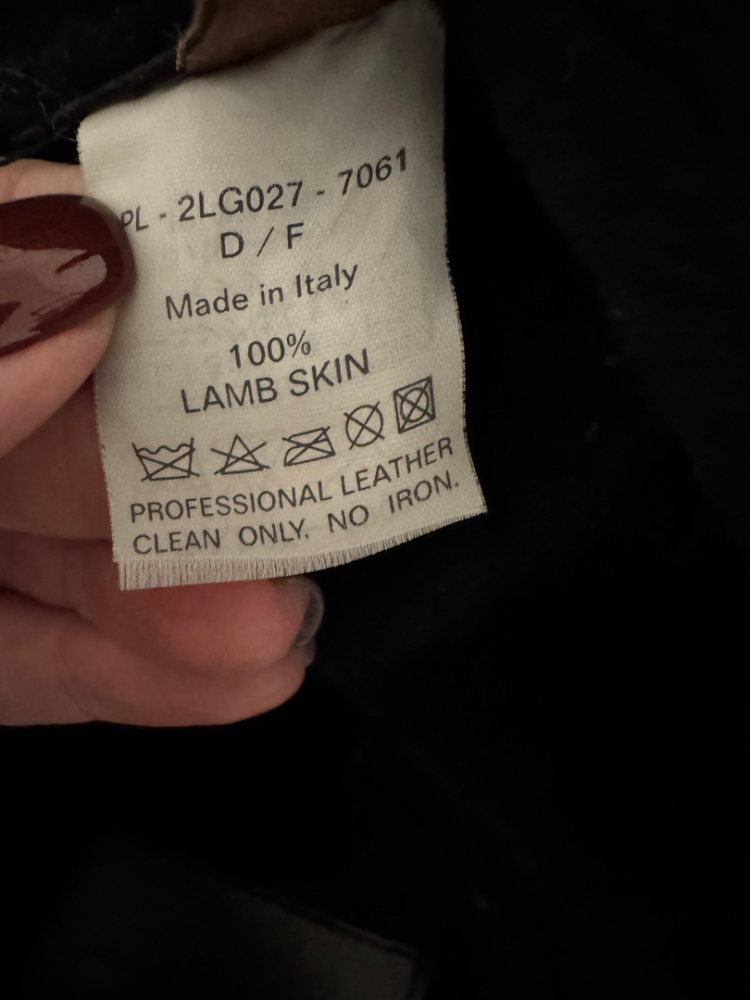 PL - 2LG027 - 7061
D / F
Made in Italy
100%
LAMB SKIN
PROFESSIONAL LEATHER
CLEAN ONLY. NO IRON.